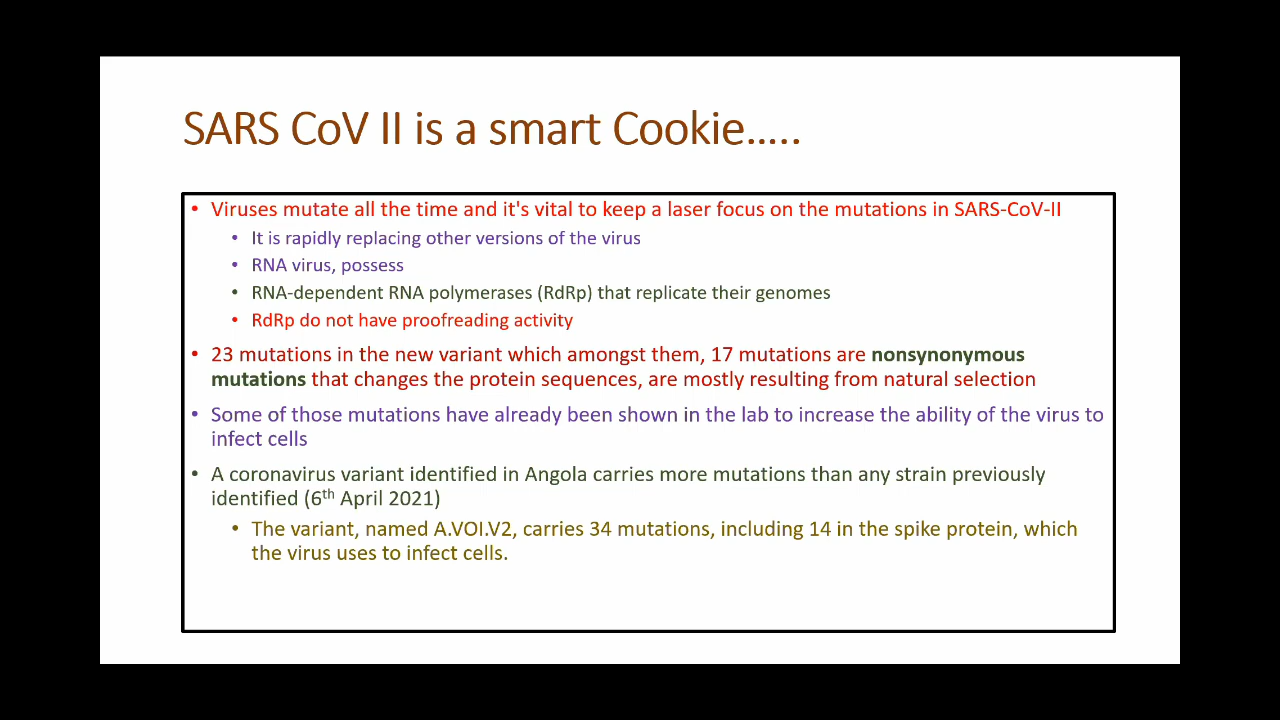 SARS CoV II is a smart Cookie…..
• Viruses mutate all the time and it's vital to keep a laser focus on the mutations in SARS-CoV-II
• It is rapidly replacing other versions of the virus
• RNA virus, possess
• RNA-dependent RNA polymerases (RdRp) that replicate their genomes
• RdRp do not have proofreading activity
• 23 mutations in the new variant which amongst them, 17 mutations are nonsynonymous
mutations that changes the protein sequences, are mostly resulting from natural selection
• Some of those mutations have already been shown in the lab to increase the ability of the virus to
infect cells
• A coronavirus variant identified in Angola carries more mutations than any strain previously
identified (6th April 2021)
• The variant, named A.VOI.V2, carries 34 mutations, including 14 in the spike protein, which
the virus uses to infect cells.